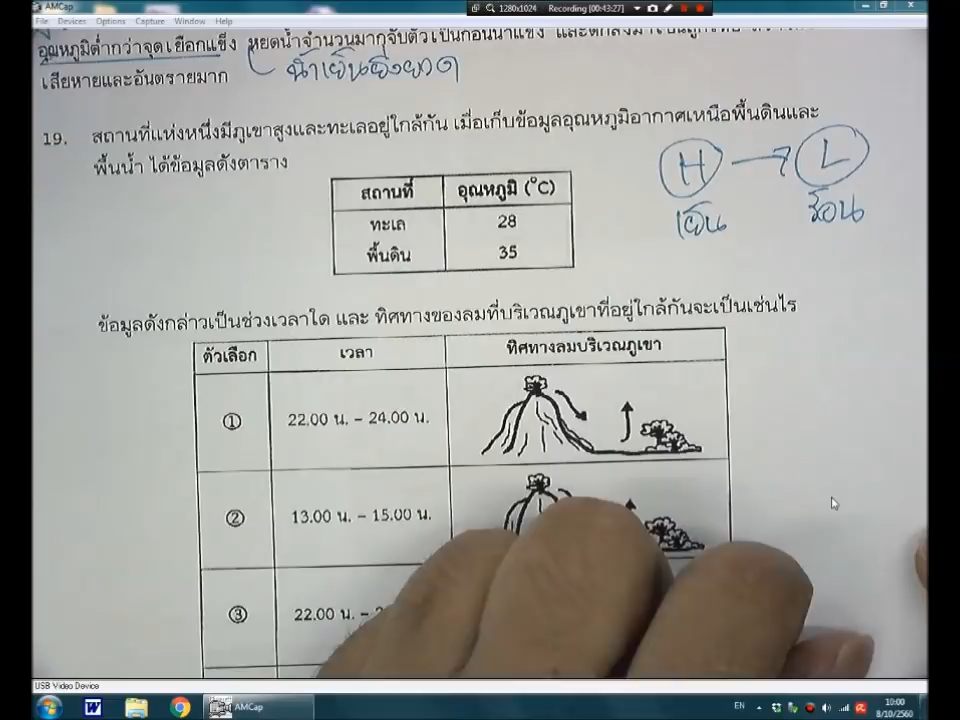 AMCap
File Devices Options Capture Window Help
1280x1024 Recording [00:43:27]
อุณหภูมิต่ำกว่าจุดเยือกแข็ง หยดน้ำจำนวนมากจับตัวเป็นก้อนน้ำแข็ง
เสียหายและอันตรายมาก
น้ำเย็นยิ่งยวด
19. สถานที่แห่งหนึ่งมีภูเขาสูงและทะเลอยู่ใกล้กัน เมื่อเก็บข้อมูลอุณหภูมิอากาศเหนือพื้นดินและ
พื้นน้ำ ได้ข้อมูลดังตาราง
H L
เย็น ร้อน
สถานที่ อุณหภูมิ (°C)
ทะเล 28
พื้นดิน 35
ข้อมูลดังกล่าวเป็นช่วงเวลาใด และ ทิศทางของลมที่บริเวณภูเขาที่อยู่ใกล้กันจะเป็นเช่นไร
ตัวเลือก เวลา ทิศทางลมบริเวณภูเขา
① 22.00 น. – 24.00 น.
② 13.00 น. – 15.00 น.
③ 22.00 น. –
USB Video Device
AMCap
EN
10:00
8/10/2560